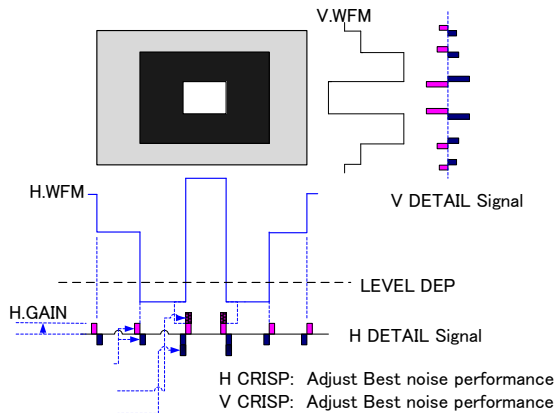 V.WFM
H.WFM
V DETAIL Signal
LEVEL DEP
H.GAIN
H DETAIL Signal
H CRISP: Adjust Best noise performance
V CRISP: Adjust Best noise performance